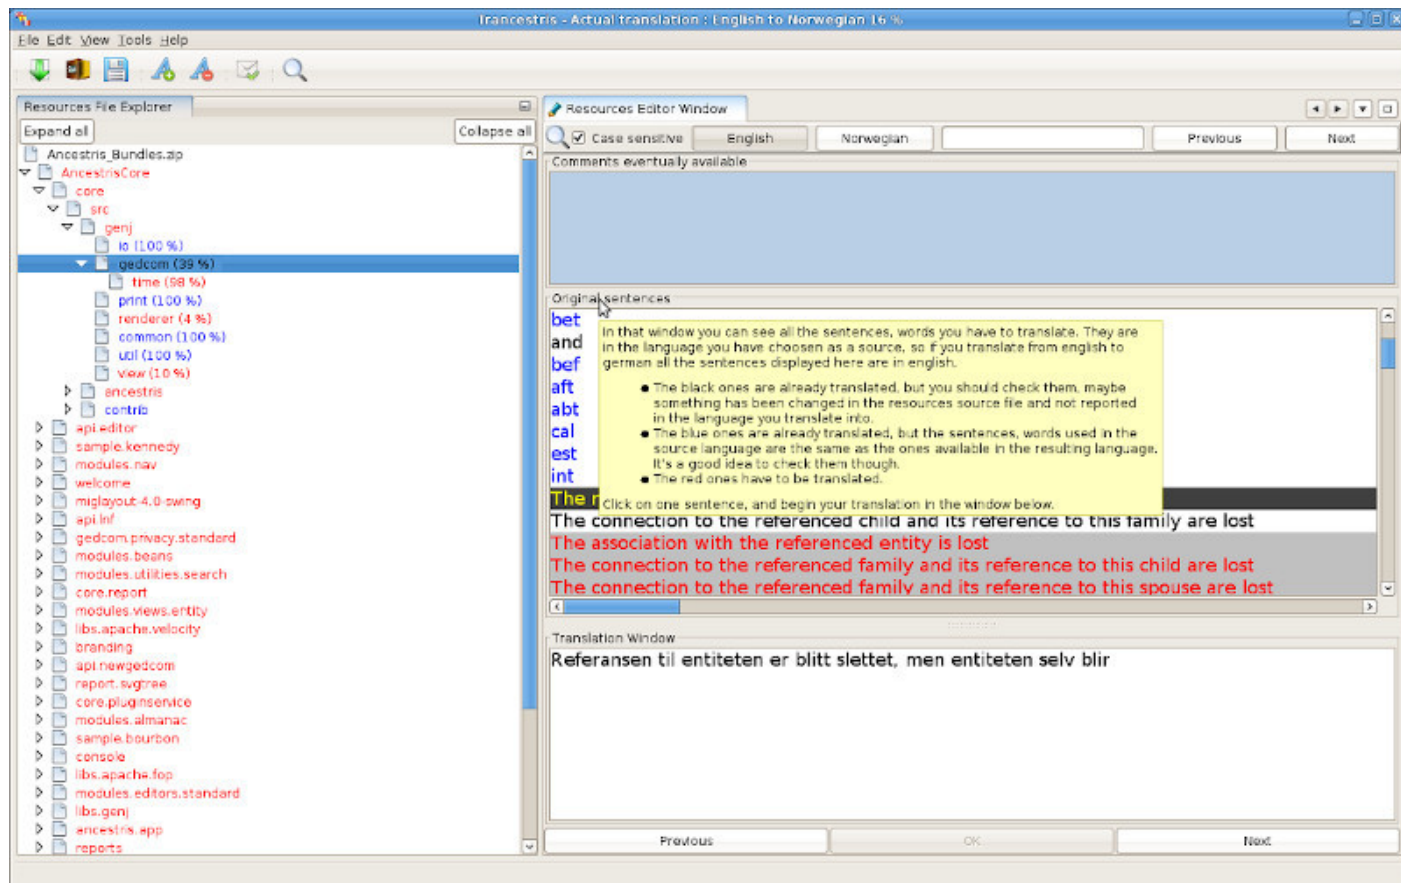 Trancestris - Actual translation : English to Norwegian 16 %
File Edit View Tools Help
Resources File Explorer
Expand all
Collapse all
Ancestris_Bundles.zip
AncestrisCore
core
src
genj
io (100 %)
gedcom (39 %)
time (98 %)
print (100 %)
renderer (4 %)
common (100 %)
util (100 %)
view (10 %)
ancestris
contrib
api.editor
sample.kennedy
modules.nav
welcome
miglayout-4.0-swing
api.lnf
gedcom.privacy.standard
modules.beans
modules.utilities.search
core.report
modules.views.entity
libs.apache.velocity
branding
api.newgedcom
report.svgtree
core.pluginservice
modules.almanac
sample.bourbon
console
libs.apache.fop
modules.editors.standard
libs.genj
ancestris.app
reports
Resources Editor Window
Case sensitive
English
Norwegian
Previous
Next
Comments eventually available
Original sentences
bet
and
bef
aft
abt
cal
est
int
The
In that window you can see all the sentences, words you have to translate. They are
in the language you have choosen as a source, so if you translate from english to
german all the sentences displayed here are in english.
● The black ones are already translated, but you should check them, maybe
something has been changed in the resources source file and not reported
in the language you translate into.
● The blue ones are already translated, but the sentences, words used in the
source language are the same as the ones available in the resulting language.
It's a good idea to check them though.
● The red ones have to be translated.
Click on one sentence, and begin your translation in the window below.
The connection to the referenced child and its reference to this family are lost
The association with the referenced entity is lost
The connection to the referenced family and its reference to this child are lost
The connection to the referenced family and its reference to this spouse are lost
Translation Window
Referansen til entiteten er blitt slettet, men entiteten selv blir
Previous
OK
Next